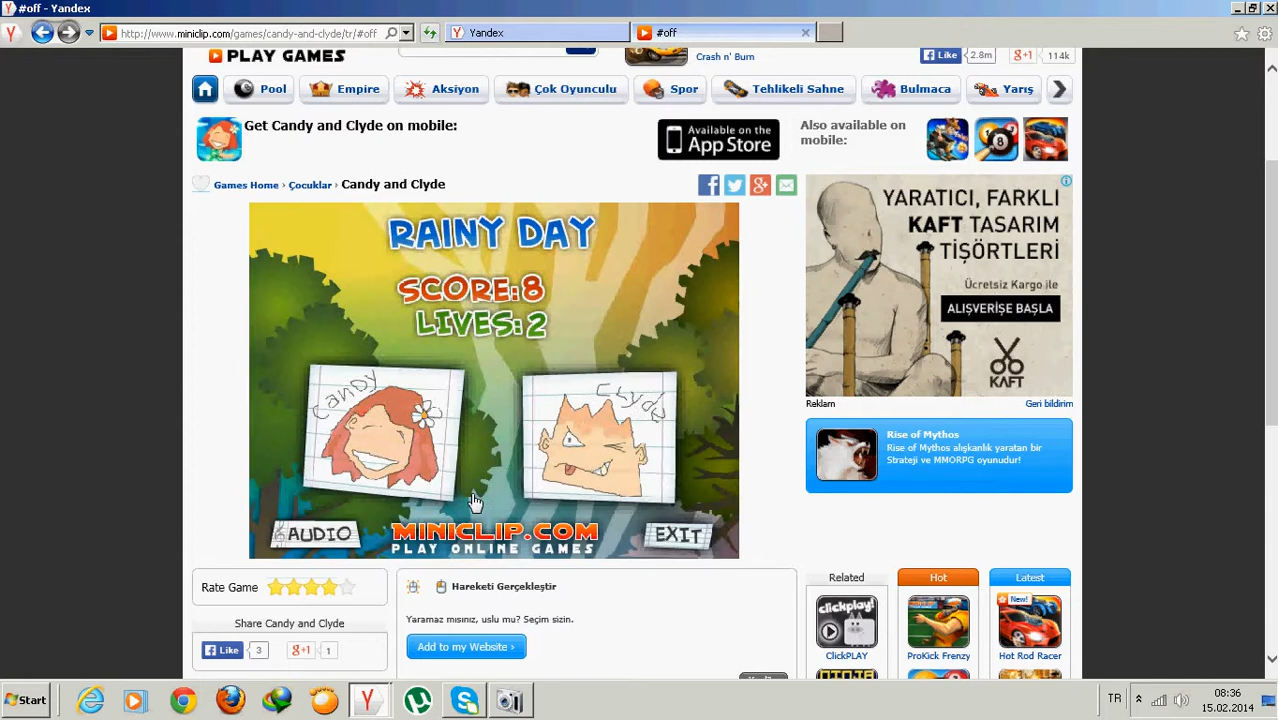 #off - Yandex
http://www.miniclip.com/games/candy-and-clyde/tr/#off
Yandex
#off
PLAY GAMES
Crash n' Burn
Like 2.8m
+1 114k
Pool
Empire
Aksiyon
Çok Oyunculu
Spor
Tehlikeli Sahne
Bulmaca
Yarış
Get Candy and Clyde on mobile:
Available on the
App Store
Also available on
mobile:
Games Home › Çocuklar › Candy and Clyde
RAINY DAY
SCORE:8
LIVES:2
Candy
Clyde
AUDIO
MINICLIP.COM
PLAY ONLINE GAMES
EXIT
YARATICI, FARKLI
KAFT TASARIM
TİŞÖRTLERİ
Ücretsiz Kargo ile
ALIŞVERİŞE BAŞLA
KAFT
Reklam
Geri bildirim
Rise of Mythos
Rise of Mythos alışkanlık yaratan bir
Strateji ve MMORPG oyunudur!
Rate Game
Share Candy and Clyde
Like 3
+1 1
Hareketi Gerçekleştir
Yaramaz mısınız, uslu mu? Seçim sizin.
Add to my Website ›
Related
Hot
Latest
clickplay!
New!
ClickPLAY
ProKick Frenzy
Hot Rod Racer
NINJA
Start
TR
08:36
15.02.2014